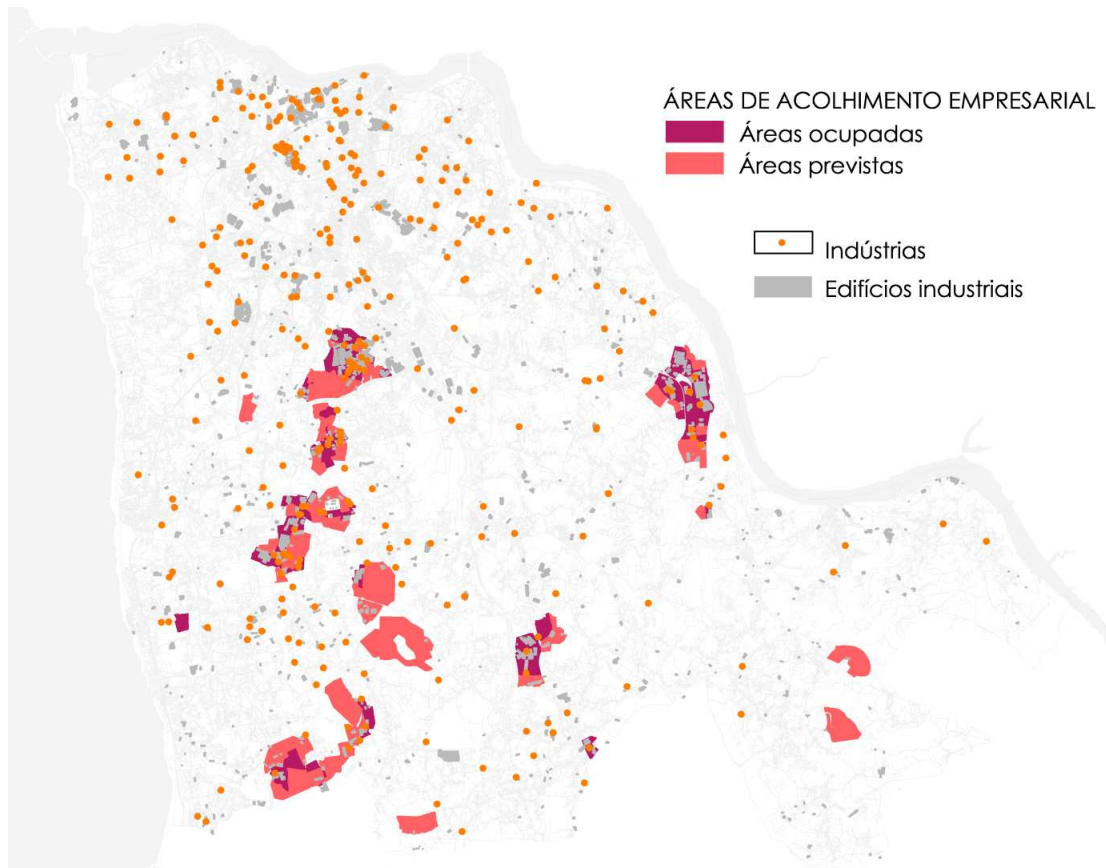 ÁREAS DE ACOLHIMENTO EMPRESARIAL
Áreas ocupadas
Áreas previstas
Indústrias
Edifícios industriais